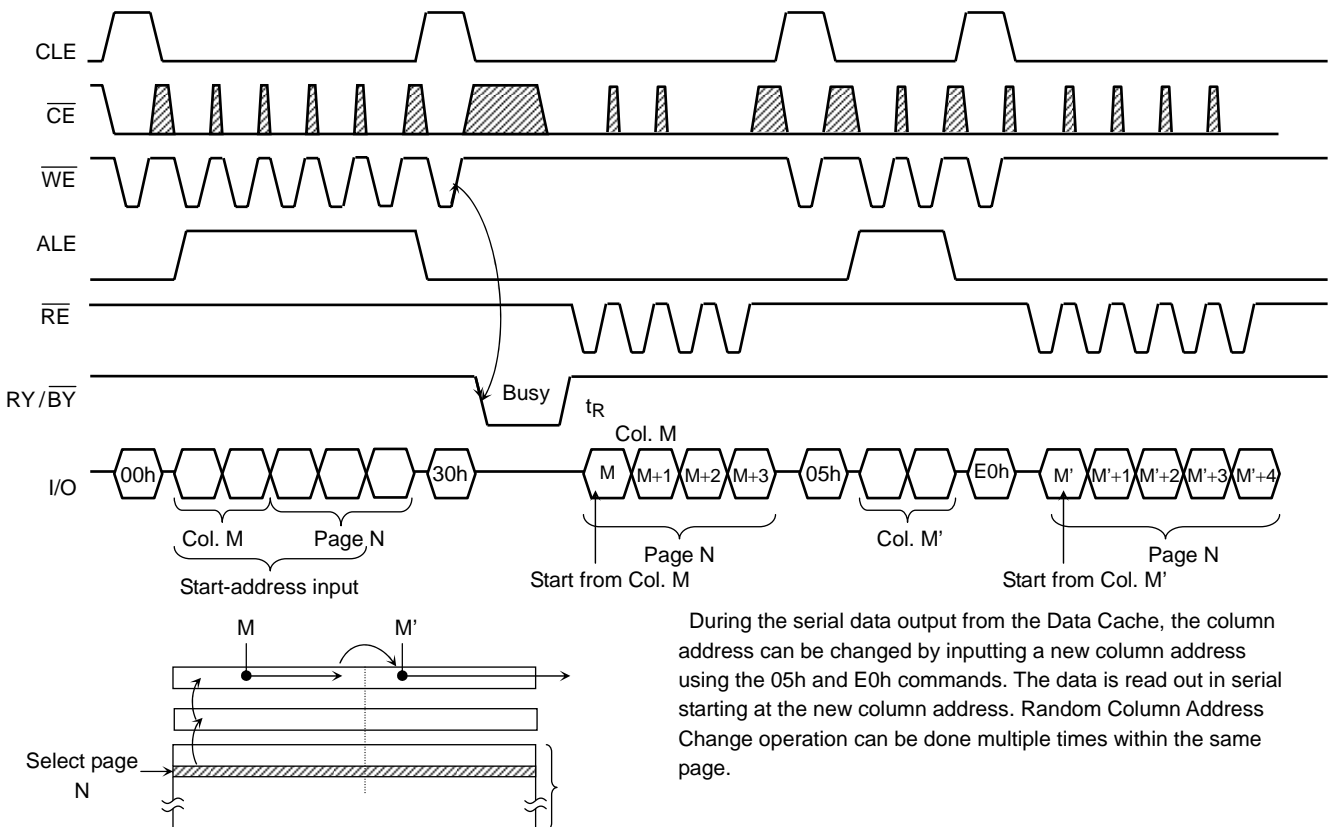 CLE
CE
WE
ALE
RE
RY/BY
Busy
tR
Col. M
I/O
00h
30h
M
M+1
M+2
M+3
05h
E0h
M'
M'+1
M'+2
M'+3
M'+4
Col. M
Page N
Page N
Col. M'
Page N
Start-address input
Start from Col. M
Start from Col. M'
M
M'
Select page
N
During the serial data output from the Data Cache, the column
address can be changed by inputting a new column address
using the 05h and E0h commands. The data is read out in serial
starting at the new column address. Random Column Address
Change operation can be done multiple times within the same
page.